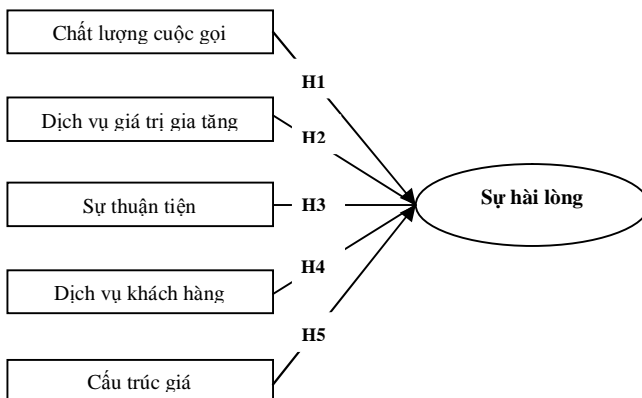 Chất lượng cuộc gọi
H1
Dịch vụ giá trị gia tăng
H2
Sự thuận tiện
H3
Sự hài lòng
H4
Dịch vụ khách hàng
H5
Cấu trúc giá